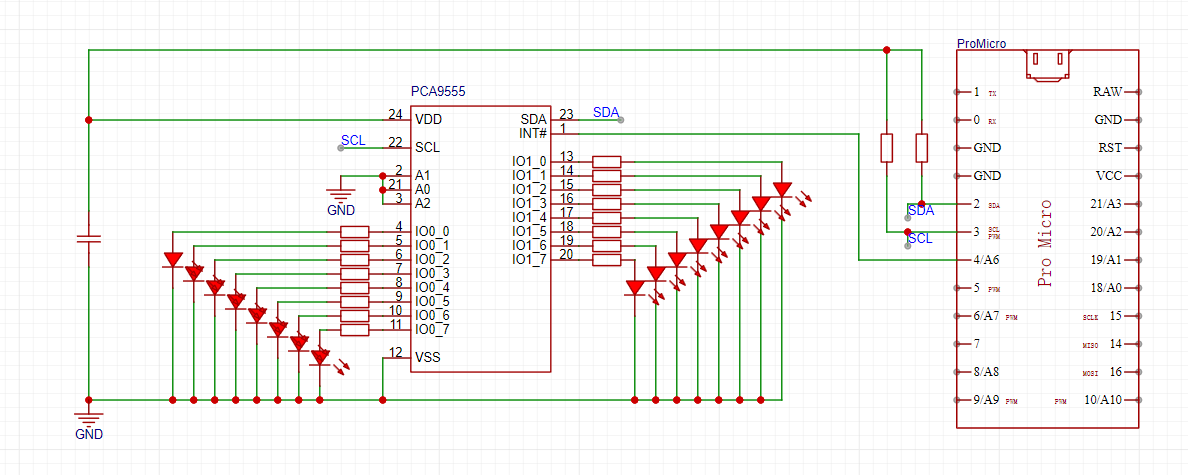 ProMicro
PCA9555
24 VDD
22 SCL
SCL
2 A1
21 A0
3 A2
GND
4 IO0_0
5 IO0_1
6 IO0_2
7 IO0_3
8 IO0_4
9 IO0_5
10 IO0_6
11 IO0_7
12 VSS
GND
SDA 23
SDA
INT# 1
IO1_0 13
IO1_1 14
IO1_2 15
IO1_3 16
IO1_4 17
IO1_5 18
IO1_6 19
IO1_7 20
SDA
SCL
1 TX
0 RX
GND
GND
2 SDA
3 SCL PWM
4/A6
5 PWM
6/A7 PWM
7
8/A8
9/A9 PWM
Pro Micro
RAW
GND
RST
VCC
21/A3
20/A2
19/A1
18/A0
SCLK 15
MISO 14
MOSI 16
PWM 10/A10